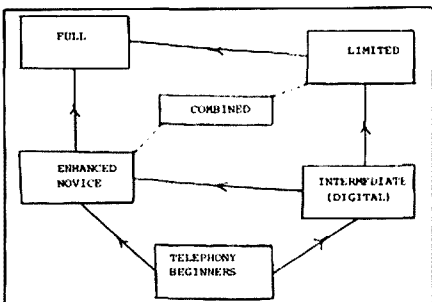 FULL
LIMITED
COMBINED
ENHANCED
NOVICE
INTERMEDIATE
(DIGITAL)
TELEPHONY
BEGINNERS